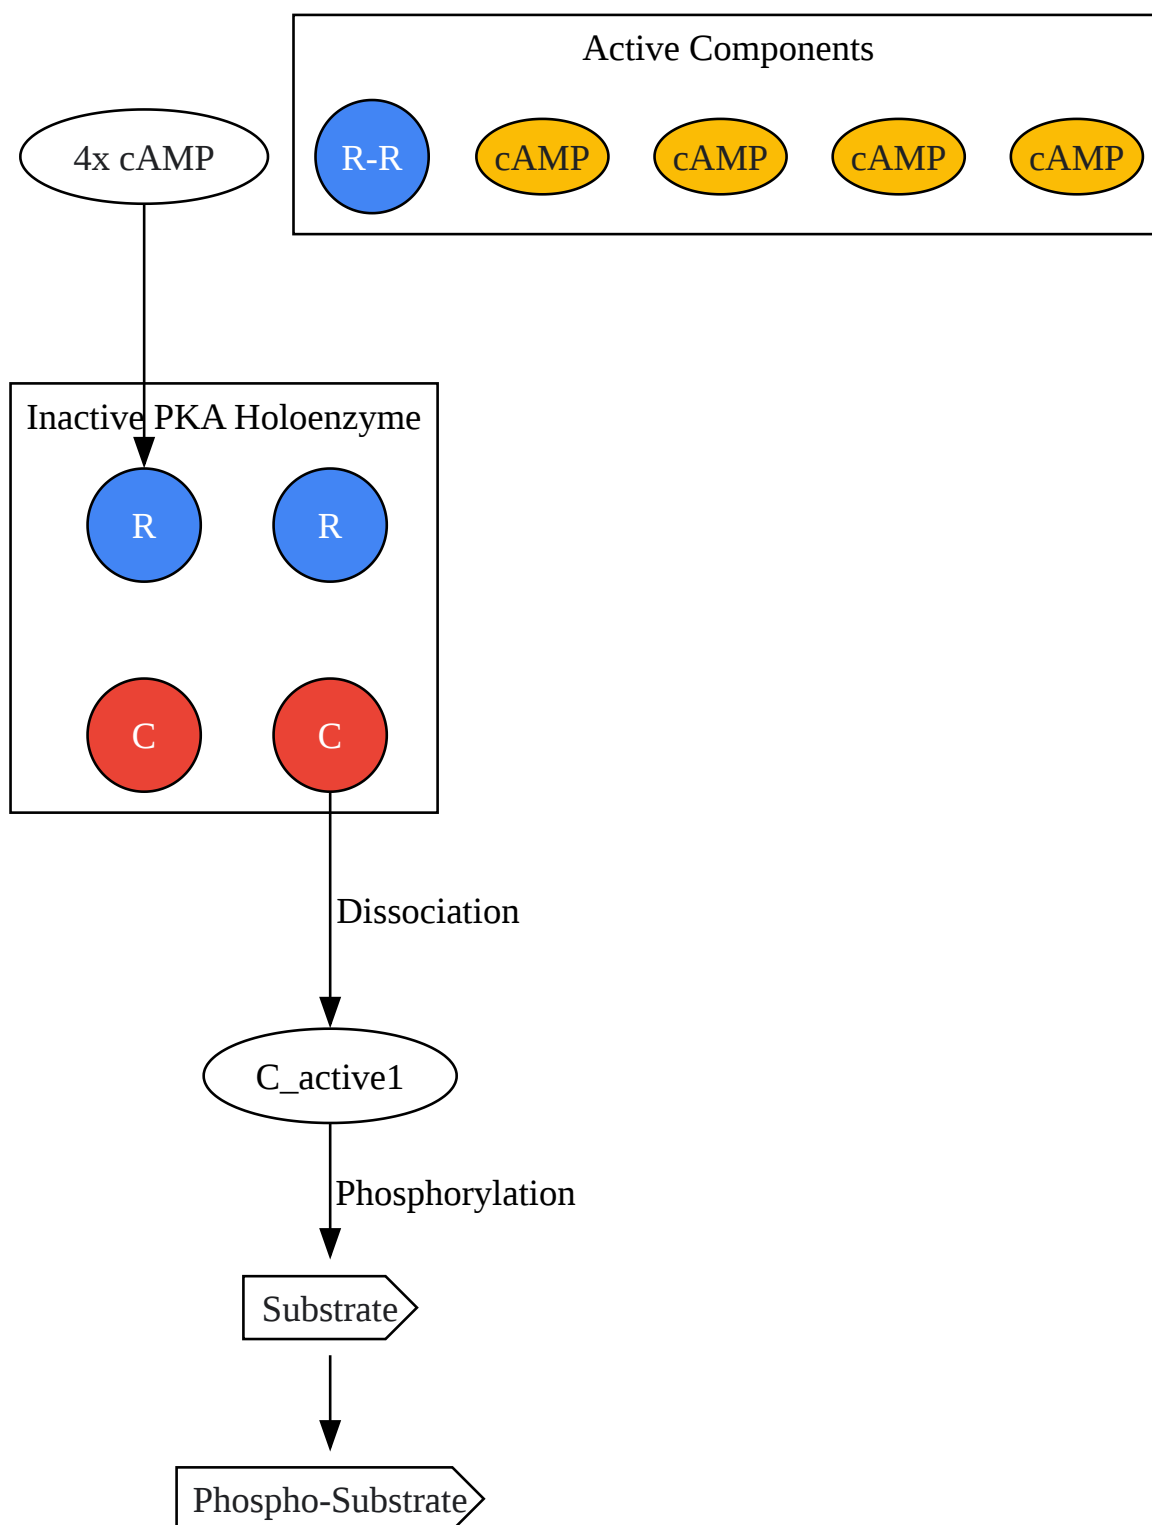 Active Components
4x cAMP
R-R
cAMP
cAMP
cAMP
cAMP
Inactive PKA Holoenzyme
R
R
C
C
Dissociation
C_active1
Phosphorylation
Substrate
Phospho-Substrate